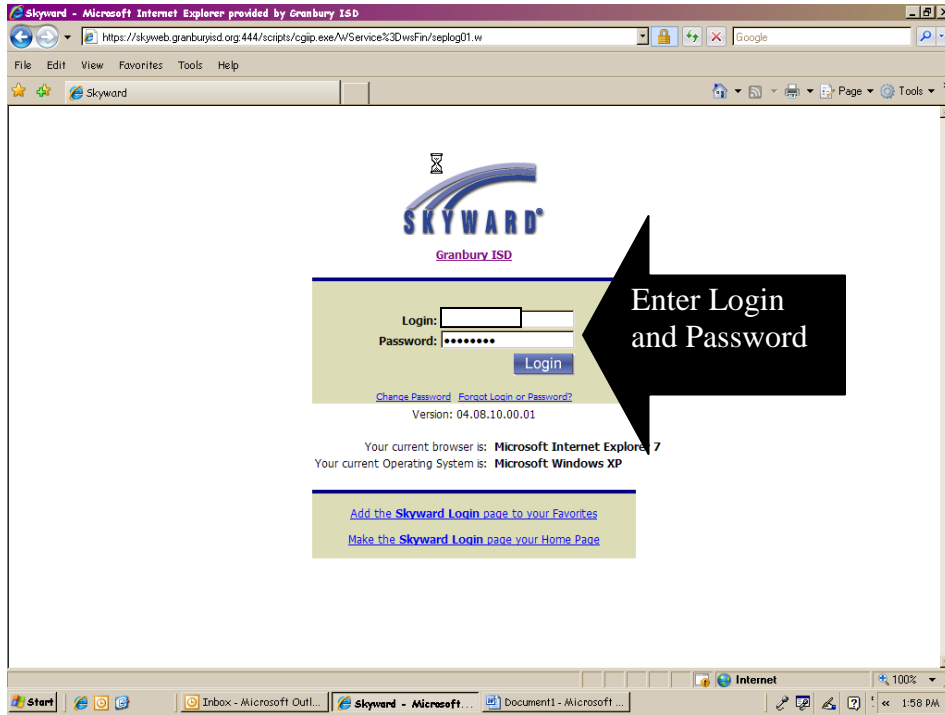 Skyward - Microsoft Internet Explorer provided by Granbury ISD
https://skyweb.granburyisd.org:444/scripts/cgiip.exe/WService%3DwsFin/seplog01.w
Google
File Edit View Favorites Tools Help
Skyward
Page Tools
SKYWARD
Granbury ISD
Login:
Password: ••••••••
Login
Enter Login
and Password
Change Password Forgot Login or Password?
Version: 04.08.10.00.01
Your current browser is: Microsoft Internet Explorer 7
Your current Operating System is: Microsoft Windows XP
Add the Skyward Login page to your Favorites
Make the Skyward Login page your Home Page
Internet
100%
Start
Inbox - Microsoft Outl...
Skyward - Microsoft...
Document1 - Microsoft ...
« 1:58 PM